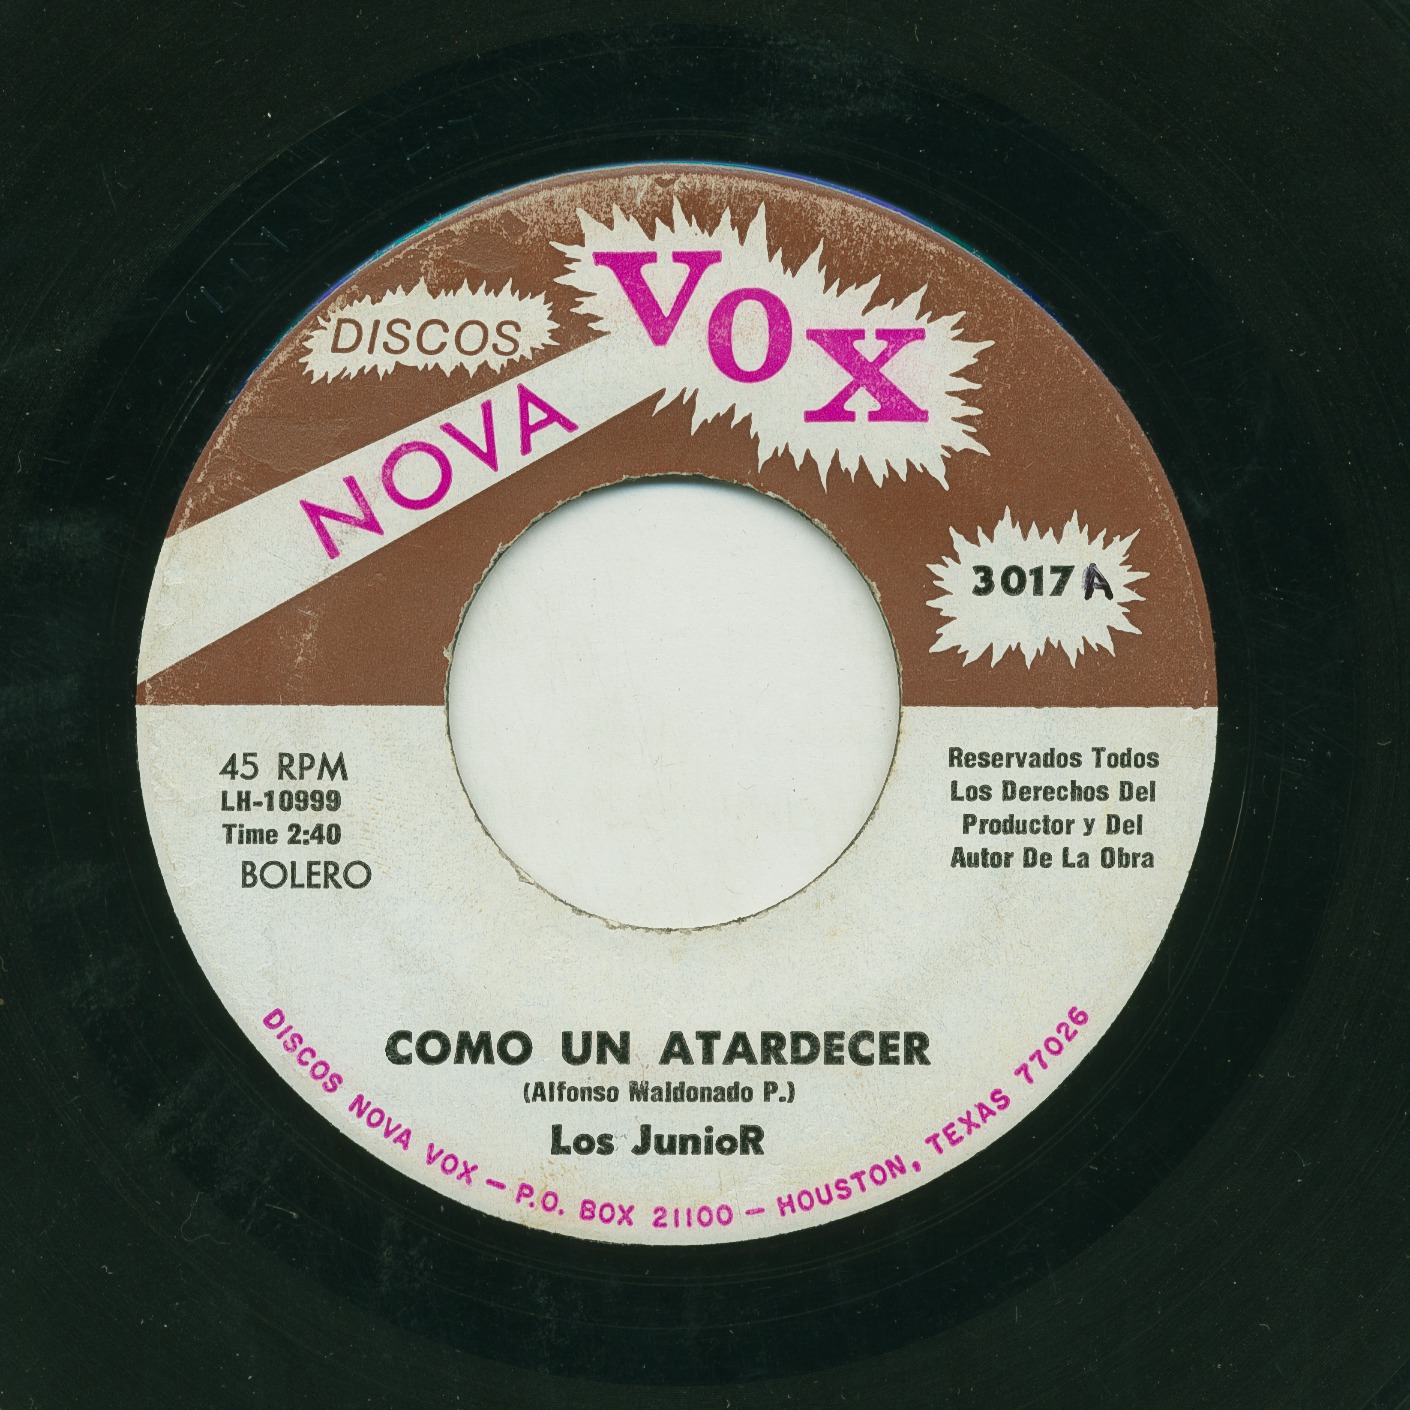 DISCOS
NOVA
VOX
3017 A
45 RPM
LH-10999
Time 2:40
BOLERO
Reservados Todos
Los Derechos Del
Productor y Del
Autor De La Obra
COMO UN ATARDECER
(Alfonso Maldonado P.)
Los JunioR
DISCOS NOVA VOX — P.O. BOX 21100 — HOUSTON, TEXAS 77026